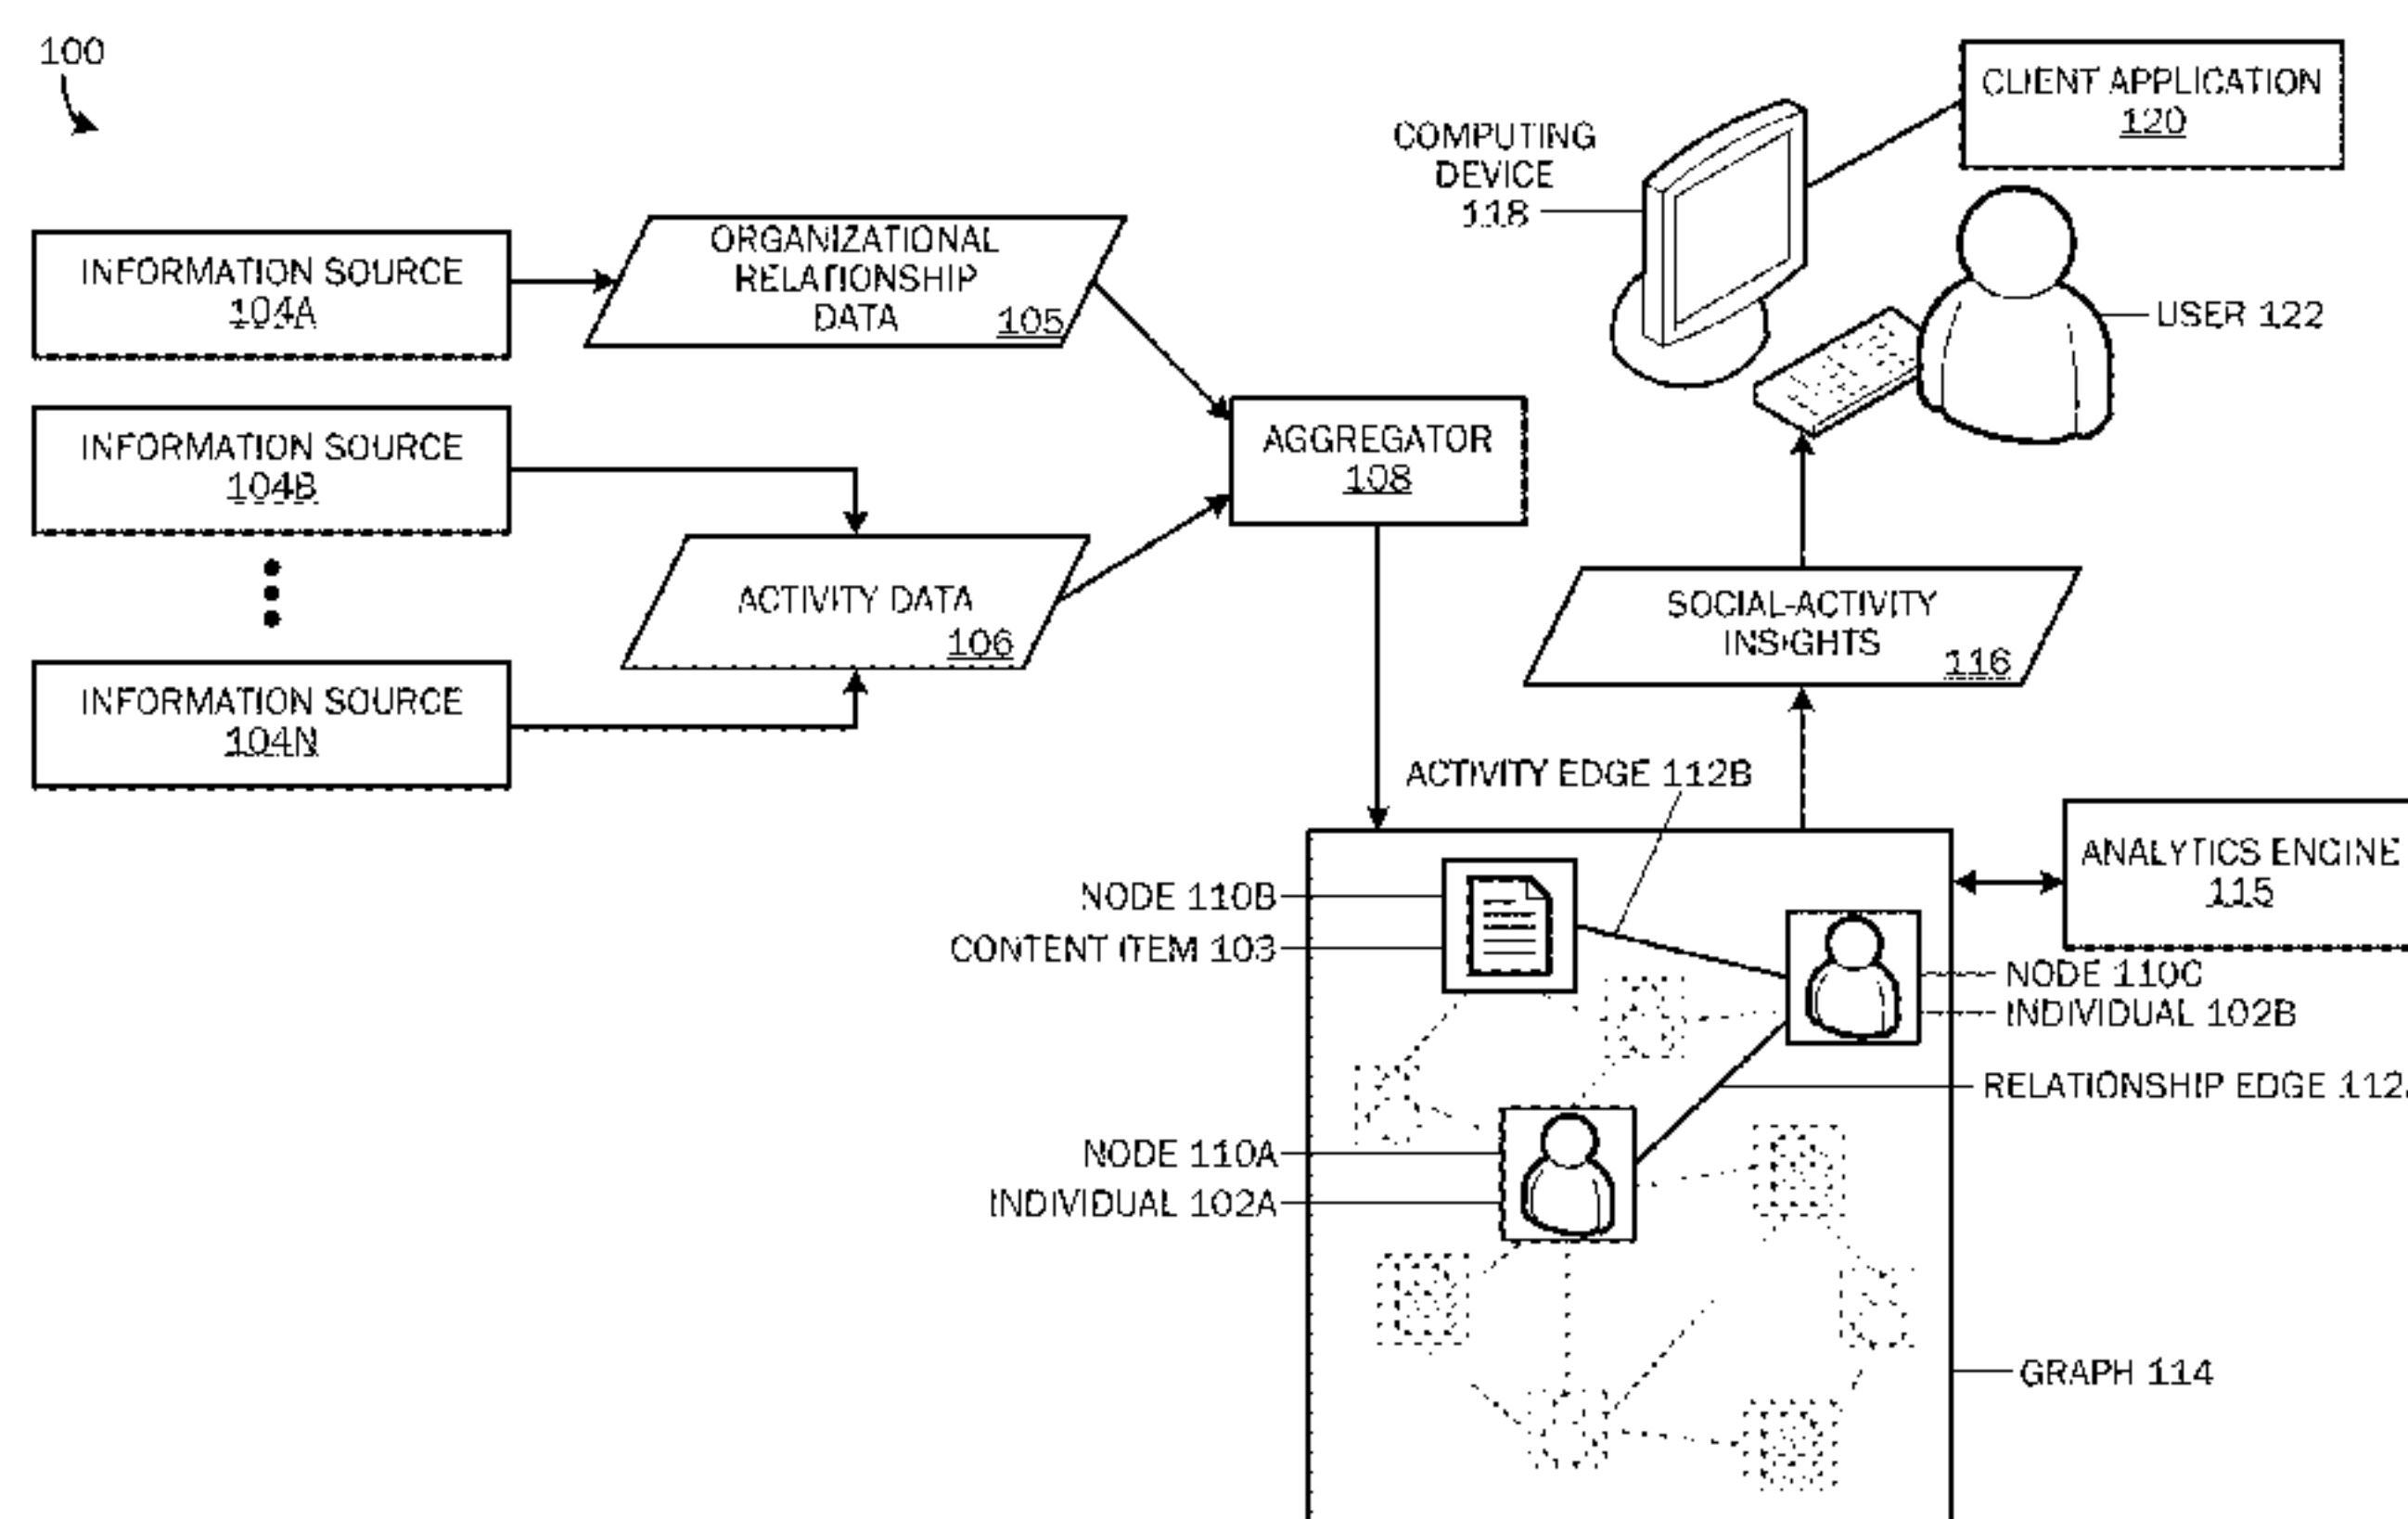 100
CLIENT APPLICATION
120
COMPUTING
DEVICE
118
USER 122
INFORMATION SOURCE
104A
ORGANIZATIONAL
RELATIONSHIP
DATA
105
INFORMATION SOURCE
104B
AGGREGATOR
108
ACTIVITY DATA
106
SOCIAL-ACTIVITY
INSIGHTS
116
INFORMATION SOURCE
104N
ACTIVITY EDGE 112B
ANALYTICS ENGINE
115
NODE 110B
CONTENT ITEM 103
NODE 110C
INDIVIDUAL 102B
RELATIONSHIP EDGE
NODE 110A
INDIVIDUAL 102A
GRAPH 114